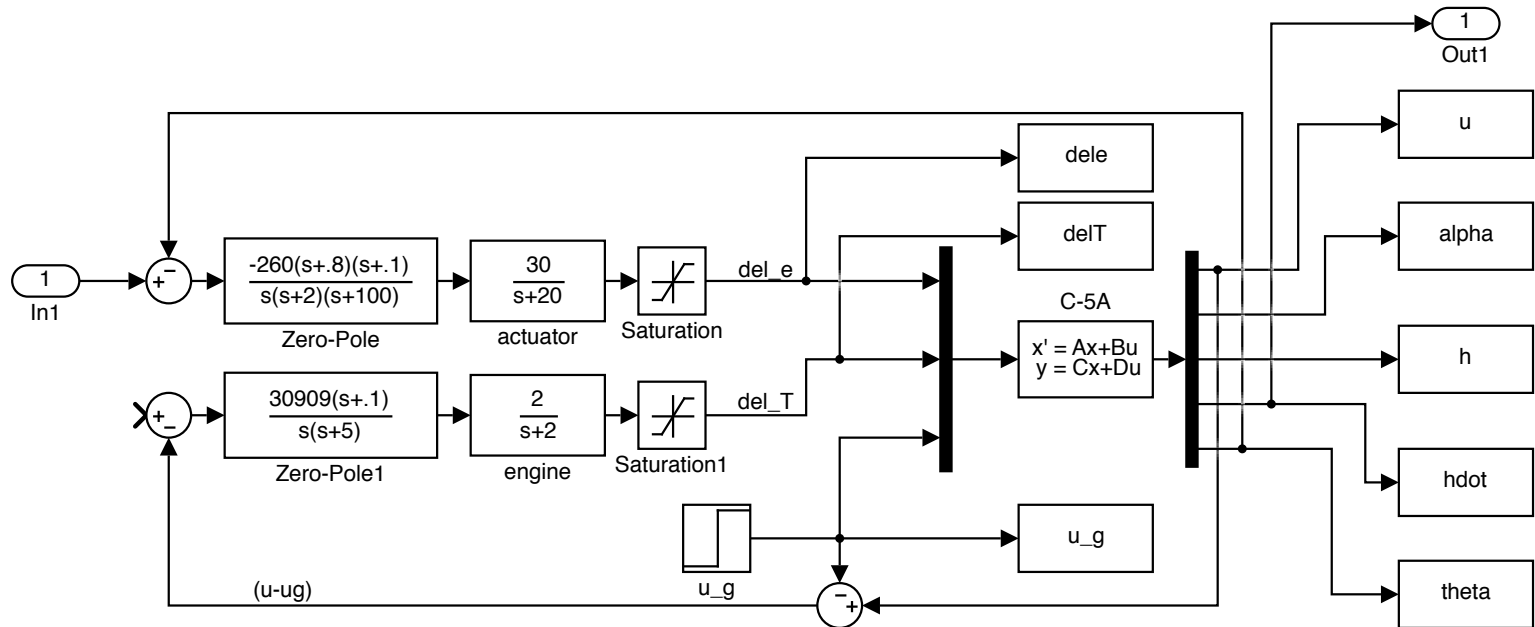 1
Out1
u
dele
alpha
delT
-260(s+.8)(s+.1)
s(s+2)(s+100)
Zero-Pole
30
s+20
actuator
Saturation
del_e
1
In1
+
−
C-5A
x' = Ax+Bu
y = Cx+Du
h
30909(s+.1)
s(s+5)
Zero-Pole1
2
s+2
engine
Saturation1
del_T
+
−
hdot
u_g
u_g
(u-ug)
−
+
theta